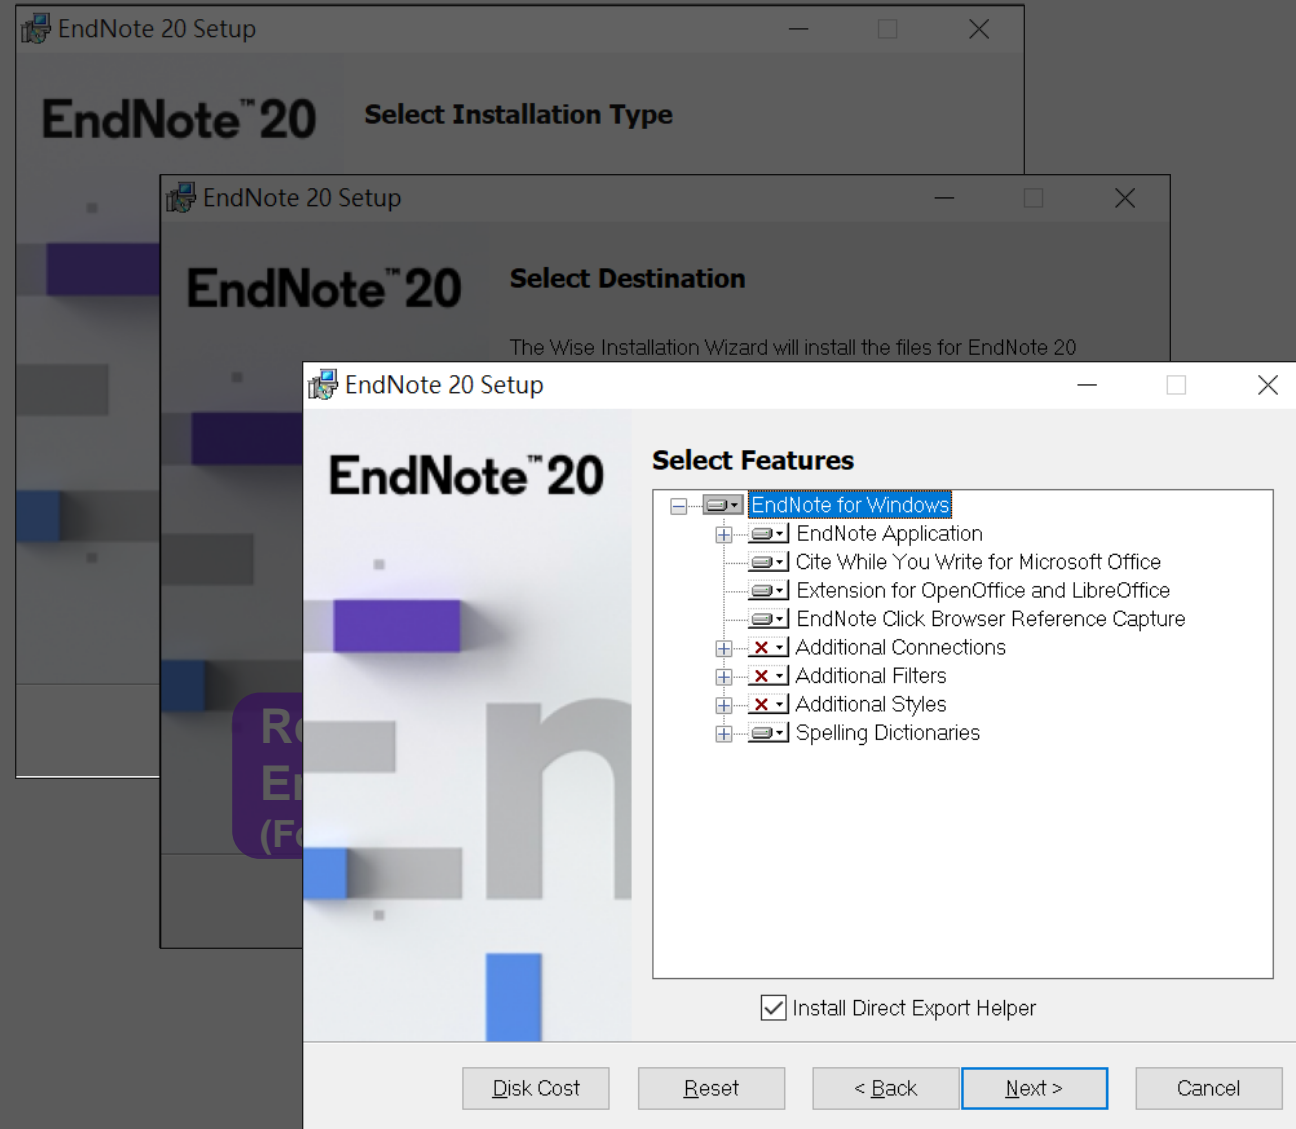 EndNote 20 Setup
EndNote™20
Select Installation Type
EndNote 20 Setup
EndNote™20
Select Destination
The Wise Installation Wizard will install the files for EndNote 20
EndNote 20 Setup
EndNote™20
Select Features
EndNote for Windows
EndNote Application
Cite While You Write for Microsoft Office
Extension for OpenOffice and LibreOffice
EndNote Click Browser Reference Capture
Additional Connections
Additional Filters
Additional Styles
Spelling Dictionaries
En
Install Direct Export Helper
Disk Cost
Reset
< Back
Next >
Cancel